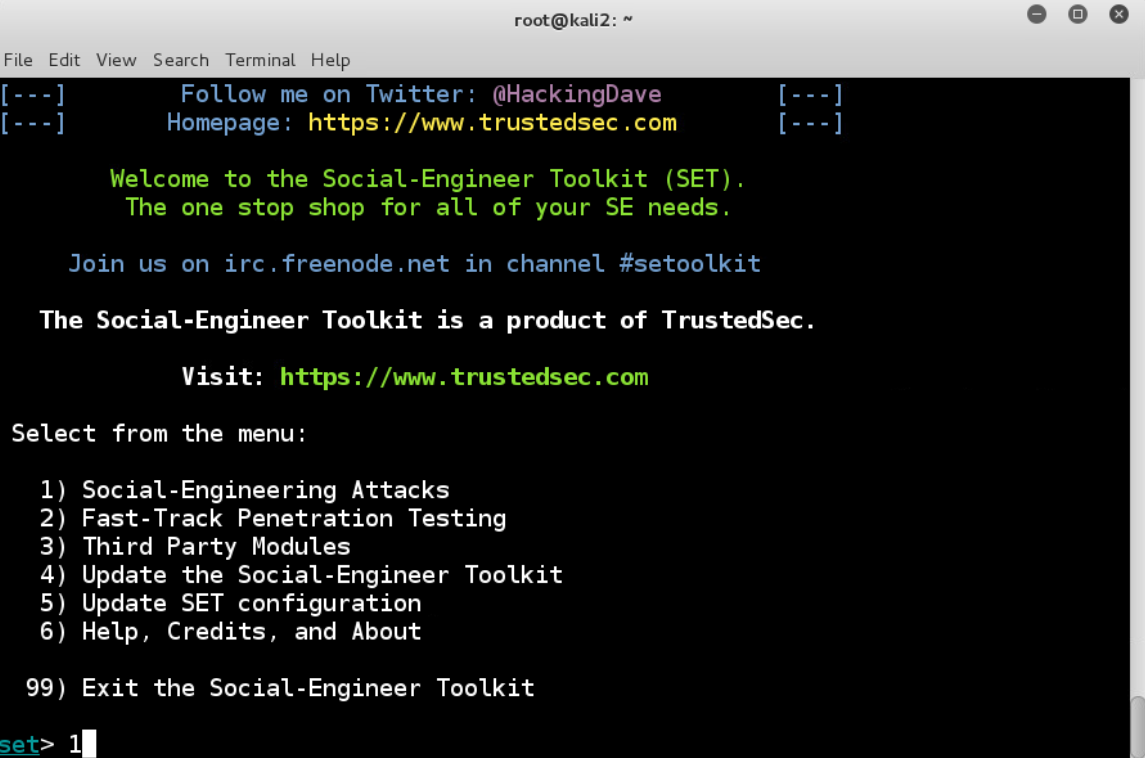 root@kali2: ~
File Edit View Search Terminal Help
[---] Follow me on Twitter: @HackingDave [---]
[---] Homepage: https://www.trustedsec.com [---]
Welcome to the Social-Engineer Toolkit (SET).
The one stop shop for all of your SE needs.
Join us on irc.freenode.net in channel #setoolkit
The Social-Engineer Toolkit is a product of TrustedSec.
Visit: https://www.trustedsec.com
Select from the menu:
1) Social-Engineering Attacks
2) Fast-Track Penetration Testing
3) Third Party Modules
4) Update the Social-Engineer Toolkit
5) Update SET configuration
6) Help, Credits, and About
99) Exit the Social-Engineer Toolkit
set> 1